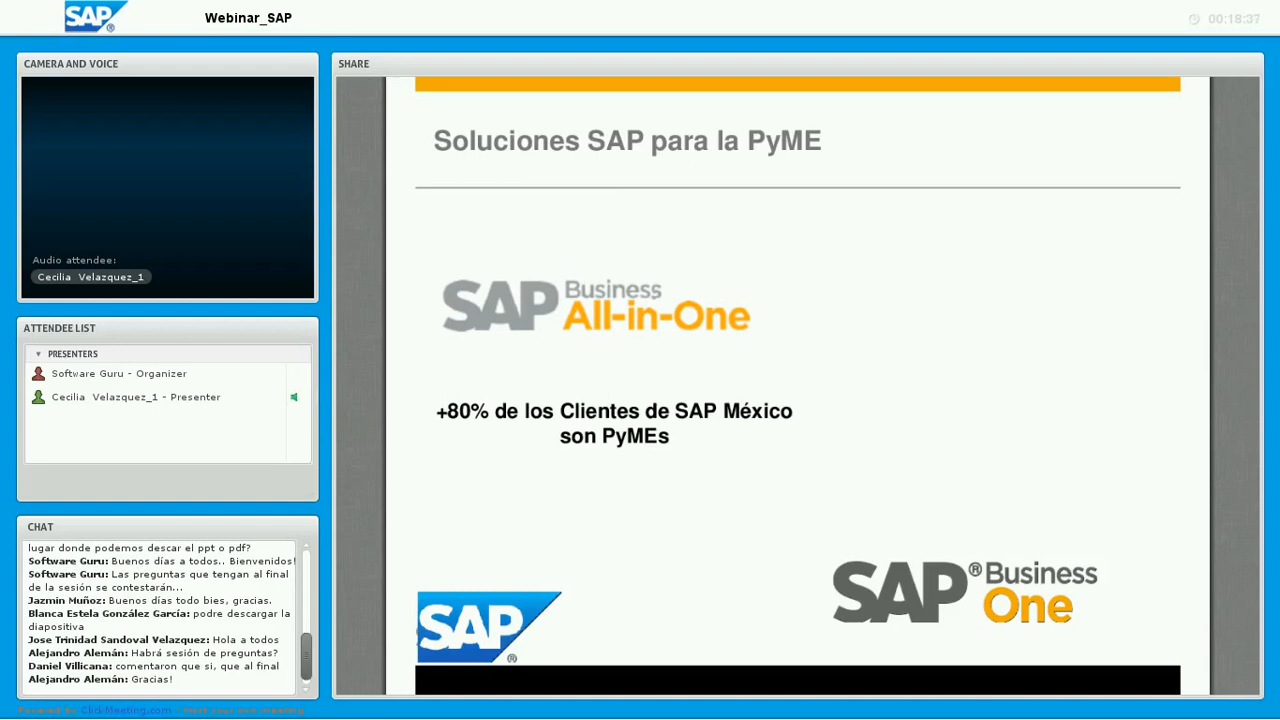 SAP
Webinar_SAP
00:18:37
CAMERA AND VOICE
Audio attendee:
Cecilia Velazquez_1
ATTENDEE LIST
PRESENTERS
Software Guru - Organizer
Cecilia Velazquez_1 - Presenter
CHAT
lugar donde podemos descar el ppt o pdf?
Software Guru: Buenos días a todos.. Bienvenidos!
Software Guru: Las preguntas que tengan al final
de la sesión se contestarán...
Jazmin Muñoz: Buenos días todo bies, gracias.
Blanca Estela González García: podre descargar la
diapositiva
Jose Trinidad Sandoval Velazquez: Hola a todos
Alejandro Alemán: Habrá sesión de preguntas?
Daniel Villicana: comentaron que si, que al final
Alejandro Alemán: Gracias!
Powered by ClickMeeting.com
SHARE
Soluciones SAP para la PyME
SAP Business
All-in-One
+80% de los Clientes de SAP México
son PyMEs
SAP®
SAP® Business
One